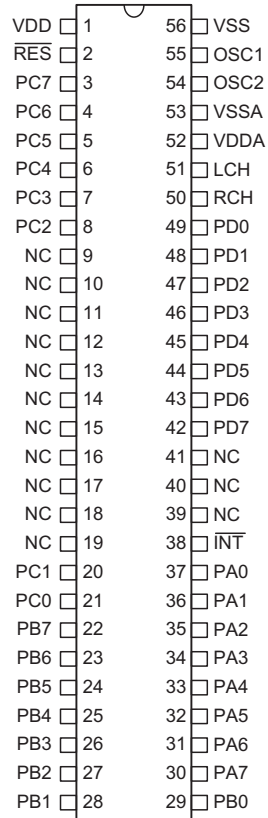 VDD 1 56 VSS
RES 2 55 OSC1
PC7 3 54 OSC2
PC6 4 53 VSSA
PC5 5 52 VDDA
PC4 6 51 LCH
PC3 7 50 RCH
PC2 8 49 PD0
NC 9 48 PD1
NC 10 47 PD2
NC 11 46 PD3
NC 12 45 PD4
NC 13 44 PD5
NC 14 43 PD6
NC 15 42 PD7
NC 16 41 NC
NC 17 40 NC
NC 18 39 NC
NC 19 38 INT
PC1 20 37 PA0
PC0 21 36 PA1
PB7 22 35 PA2
PB6 23 34 PA3
PB5 24 33 PA4
PB4 25 32 PA5
PB3 26 31 PA6
PB2 27 30 PA7
PB1 28 29 PB0